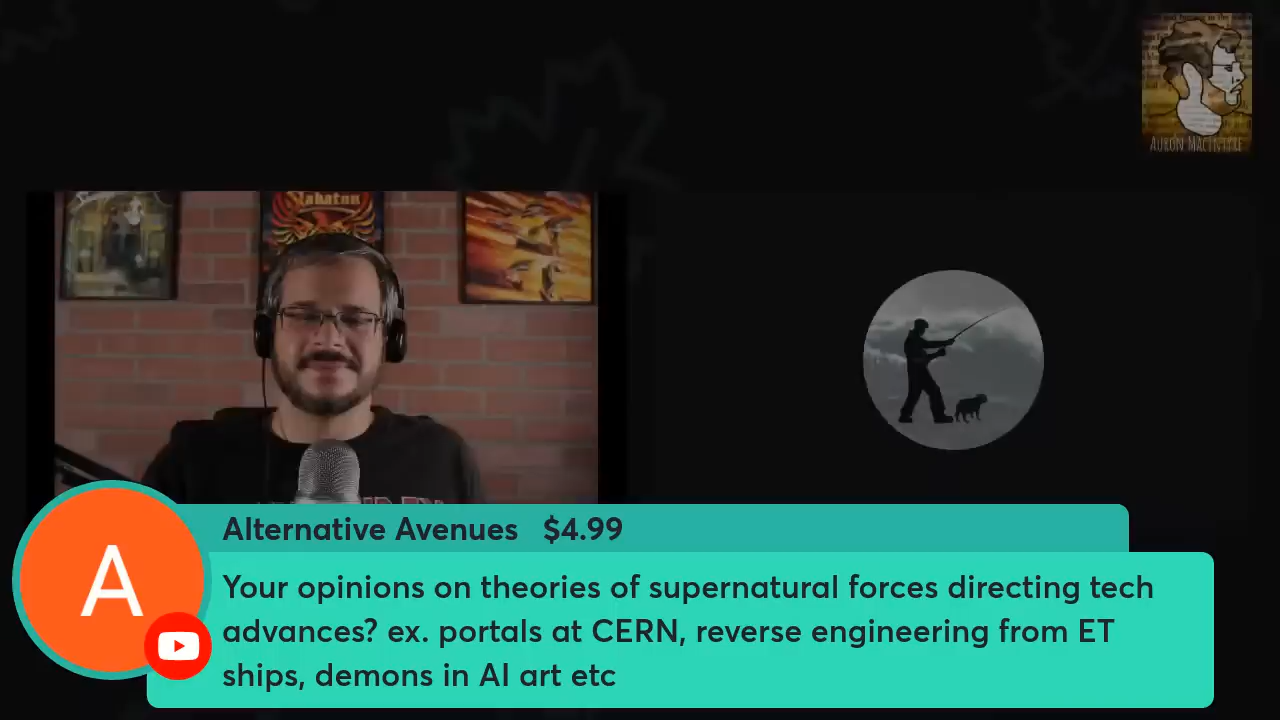 AURON MACINTYRE
Sabaton
Alternative Avenues $4.99
A
Your opinions on theories of supernatural forces directing tech
advances? ex. portals at CERN, reverse engineering from ET
ships, demons in AI art etc